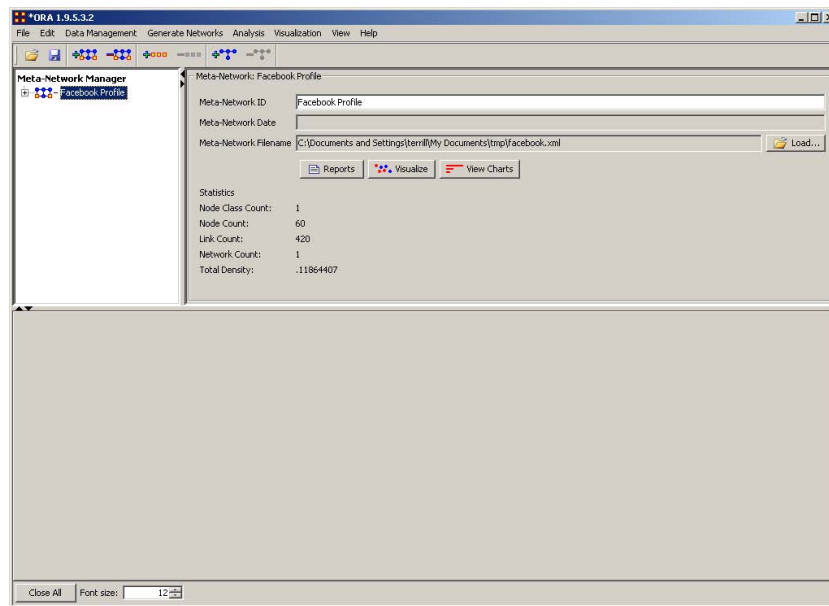 *ORA 1.9.5.3.2
File Edit Data Management Generate Networks Analysis Visualization View Help
Meta-Network Manager
Facebook Profile
Meta-Network: Facebook Profile
Meta-Network ID Facebook Profile
Meta-Network Date
Meta-Network Filename C:\Documents and Settings\terrill\My Documents\tmp\facebook.xml Load...
Reports Visualize View Charts
Statistics
Node Class Count: 1
Node Count: 60
Link Count: 420
Network Count: 1
Total Density: .11864407
Close All Font size: 12